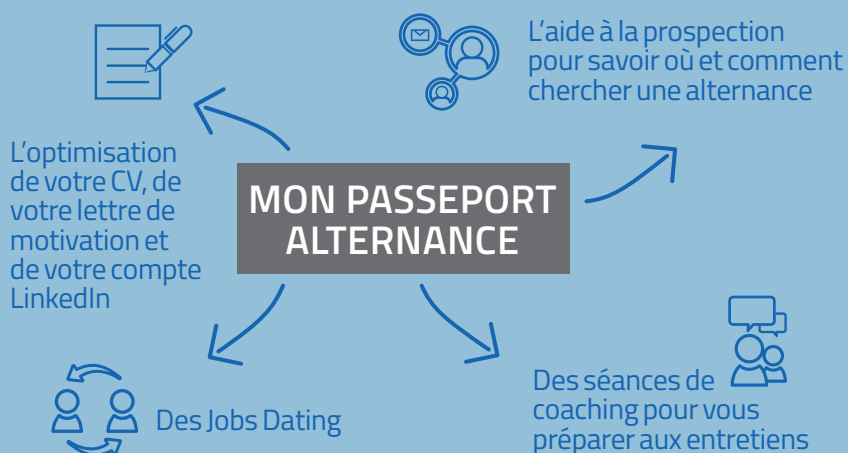 L'aide à la prospection
pour savoir où et comment
chercher une alternance
L'optimisation
de votre CV, de
votre lettre de
motivation et
de votre compte
LinkedIn
MON PASSEPORT
ALTERNANCE
Des Jobs Dating
Des séances de
coaching pour vous
préparer aux entretiens